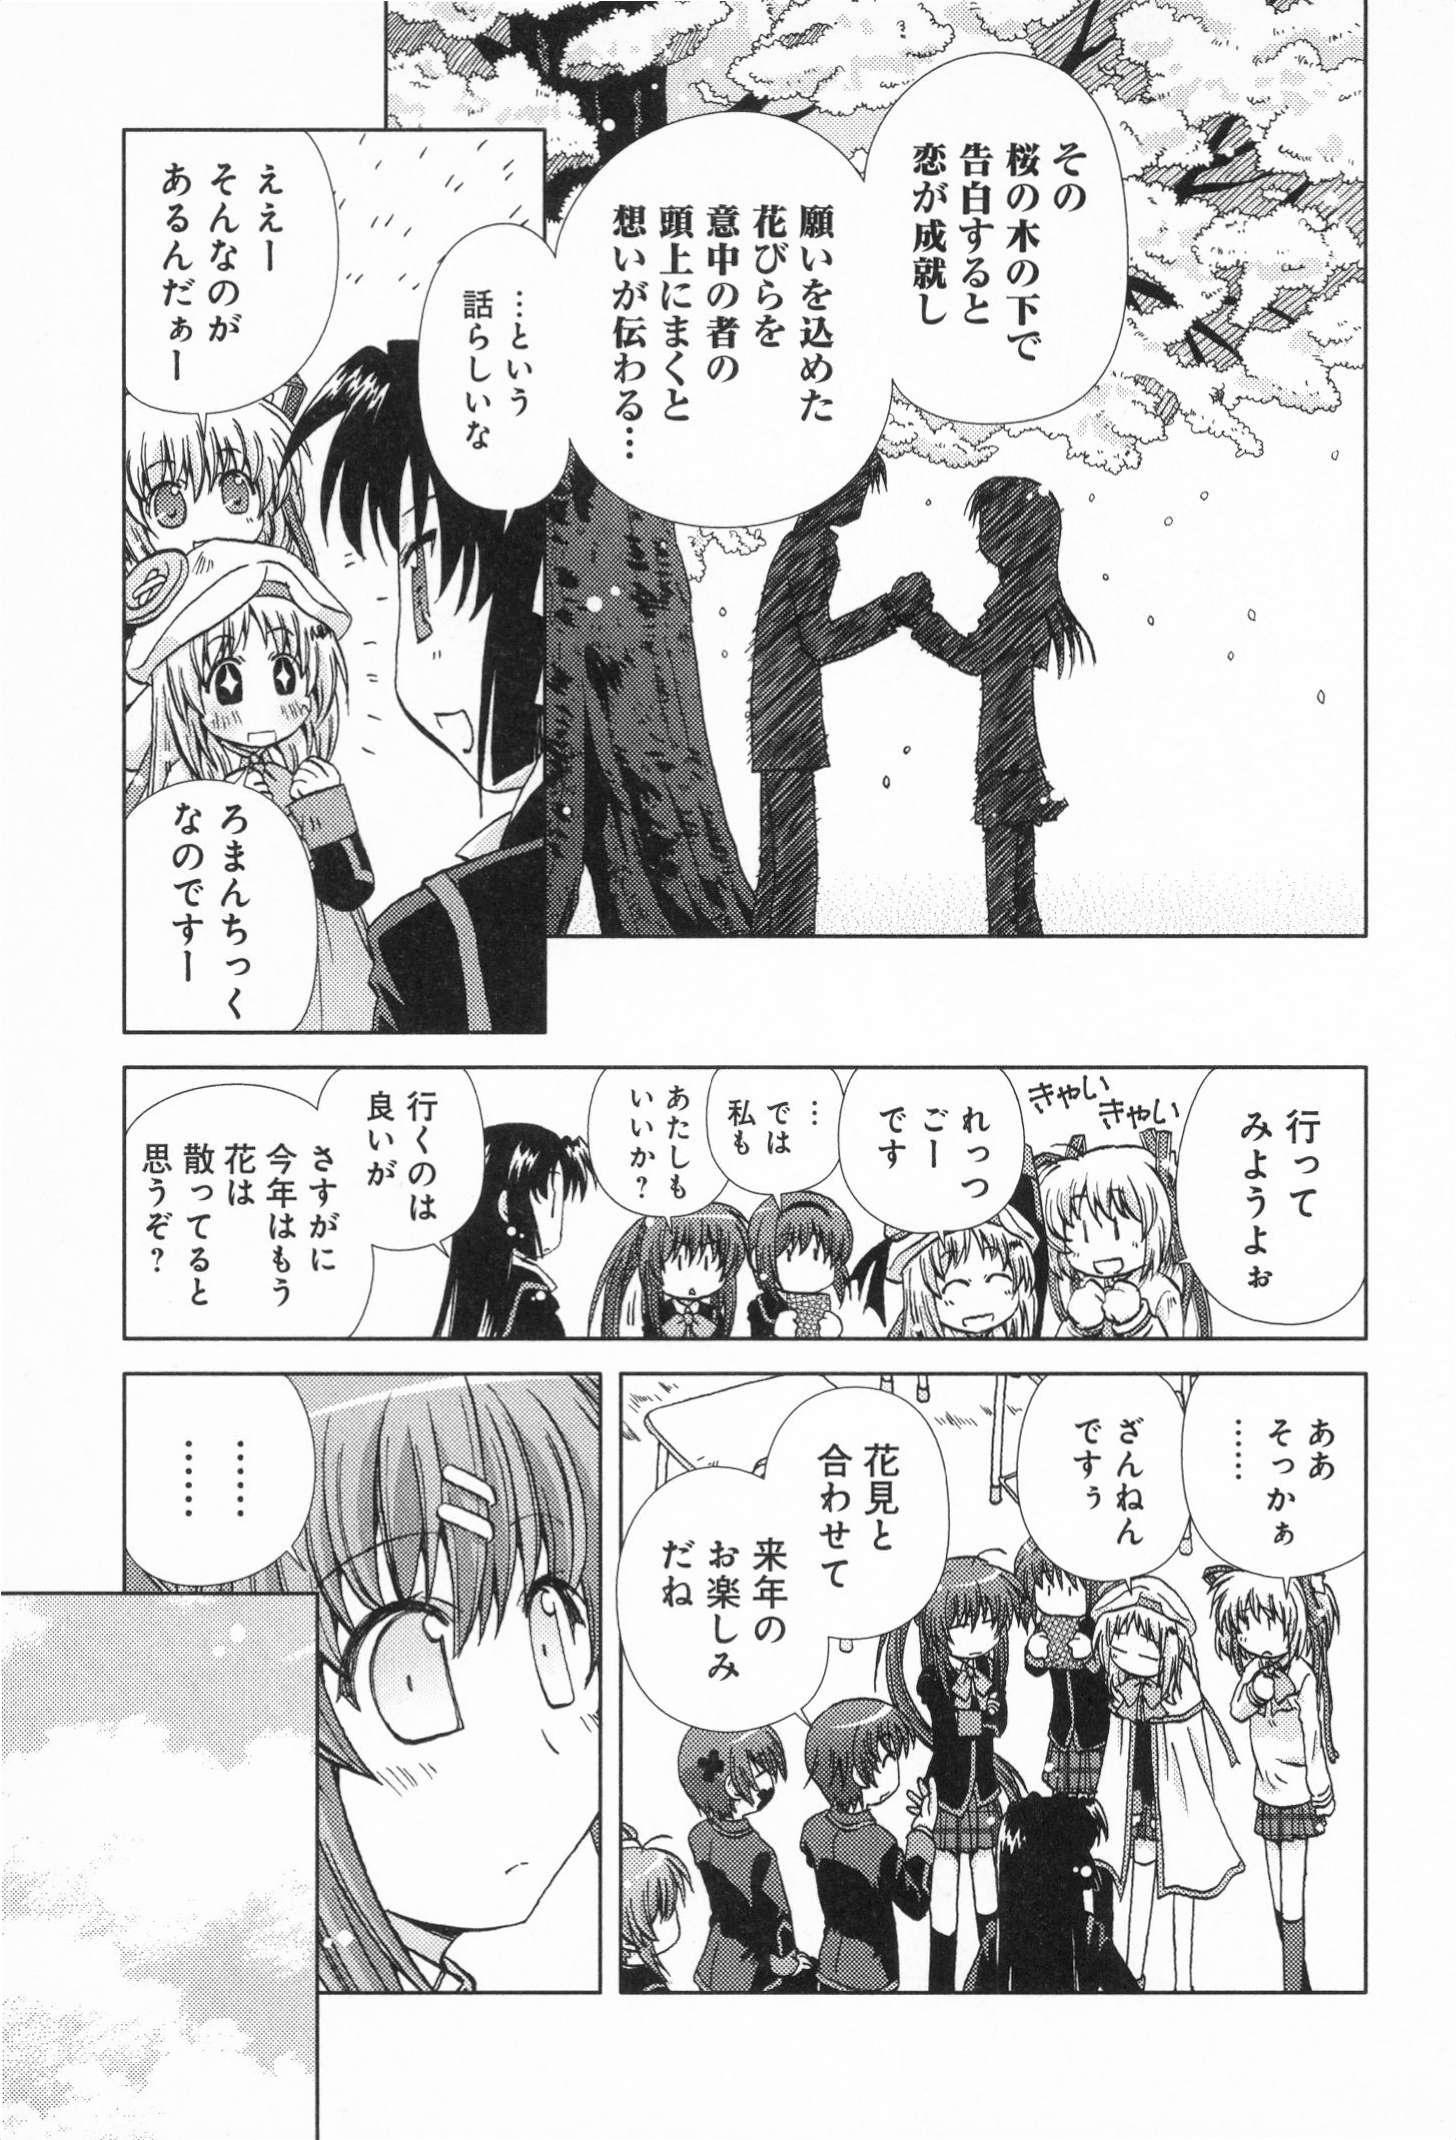 その
桜の木の下で
告白すると
恋が成就し
願いを込めた
花びらを
意中の者の
頭上にまくと
想いが伝わる…
…という
話らしいな
ええー
そんなのが
あるんだぁー
ろまんちっく
なのですー
行って
みようよぉ
きゃい
きゃい
れっつ
ごー
です
…
では
私も
あたしも
いいか?
行くのは
良いが
さすがに
今年はもう
花は
散ってると
思うぞ?
ああ
そっかぁ
……
ざんねん
ですぅ
花見と
合わせて
来年の
お楽しみ
だね
……
……